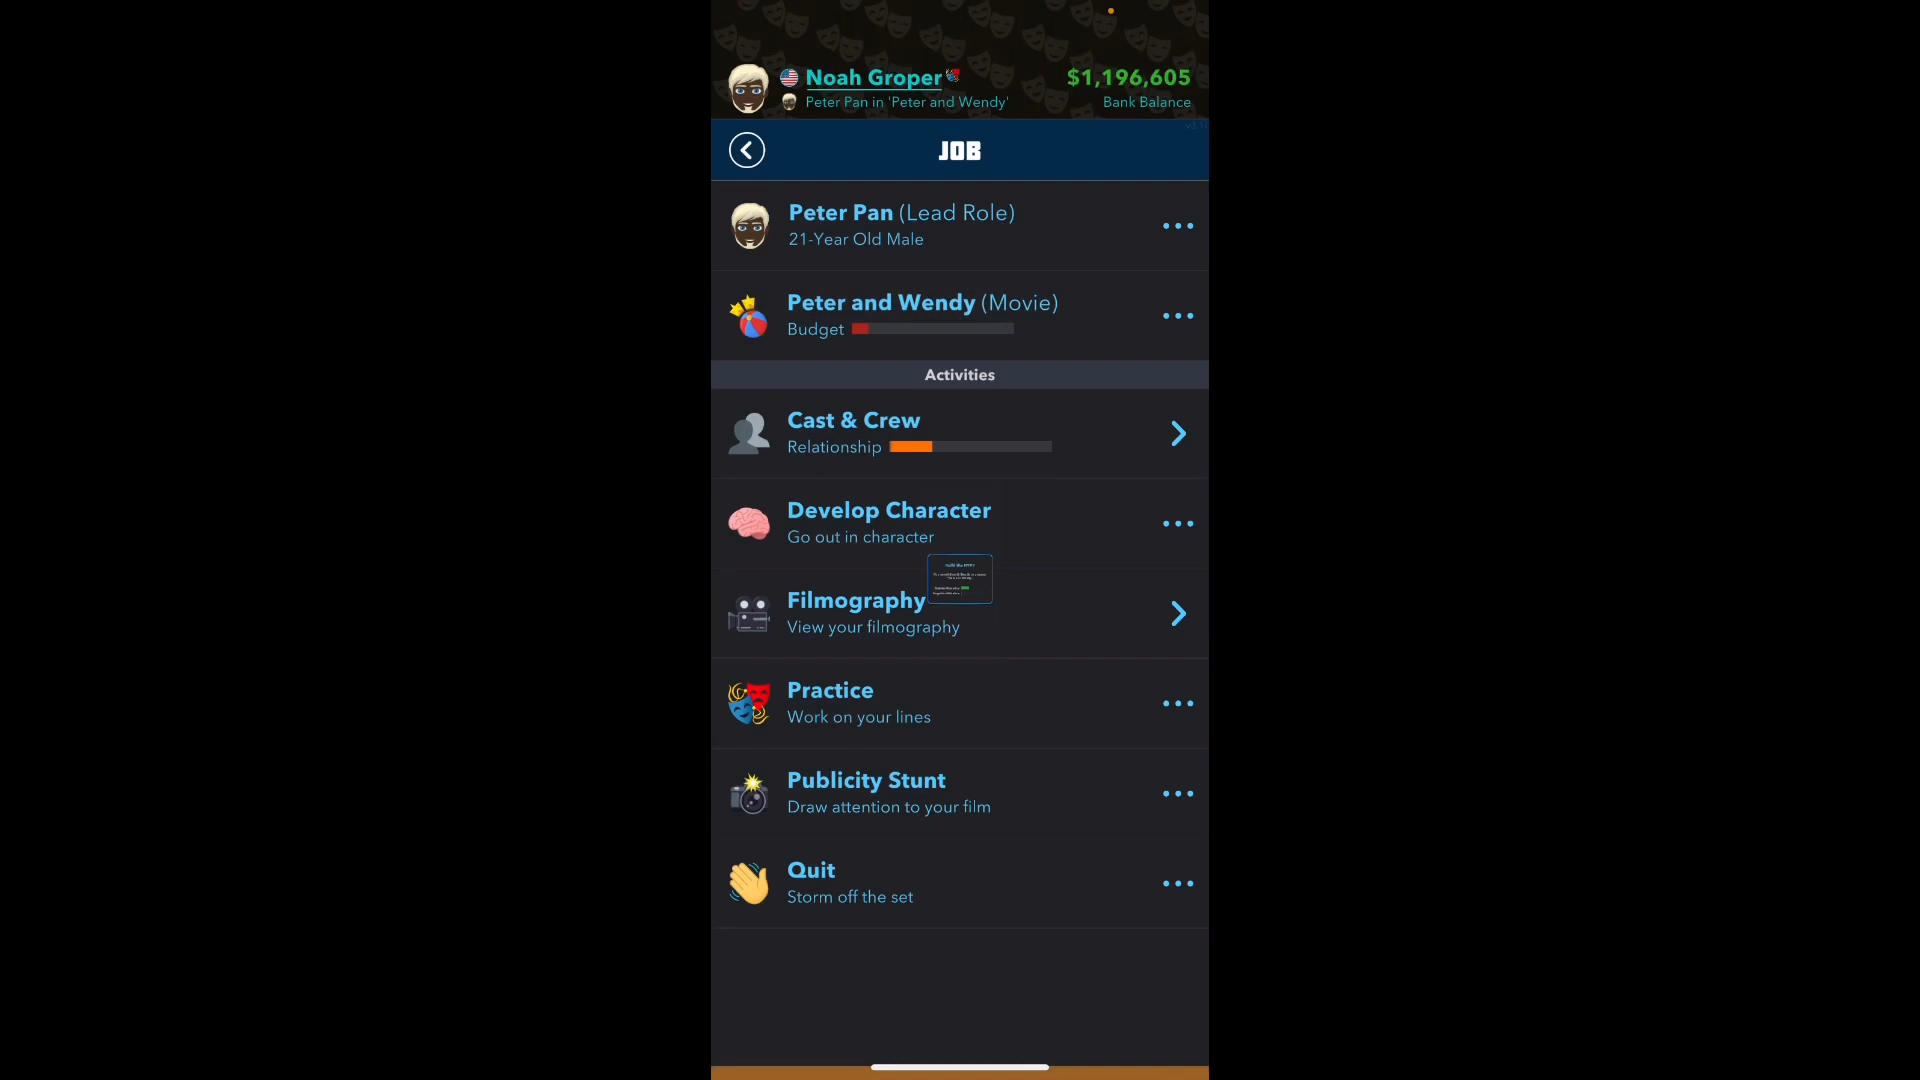 Noah Groper
$1,196,605
Peter Pan in 'Peter and Wendy'
Bank Balance
JOB
Peter Pan (Lead Role)
21-Year Old Male
Peter and Wendy (Movie)
Budget
Activities
Cast & Crew
Relationship
Develop Character
Go out in character
Filmography
View your filmography
Practice
Work on your lines
Publicity Stunt
Draw attention to your film
Quit
Storm off the set